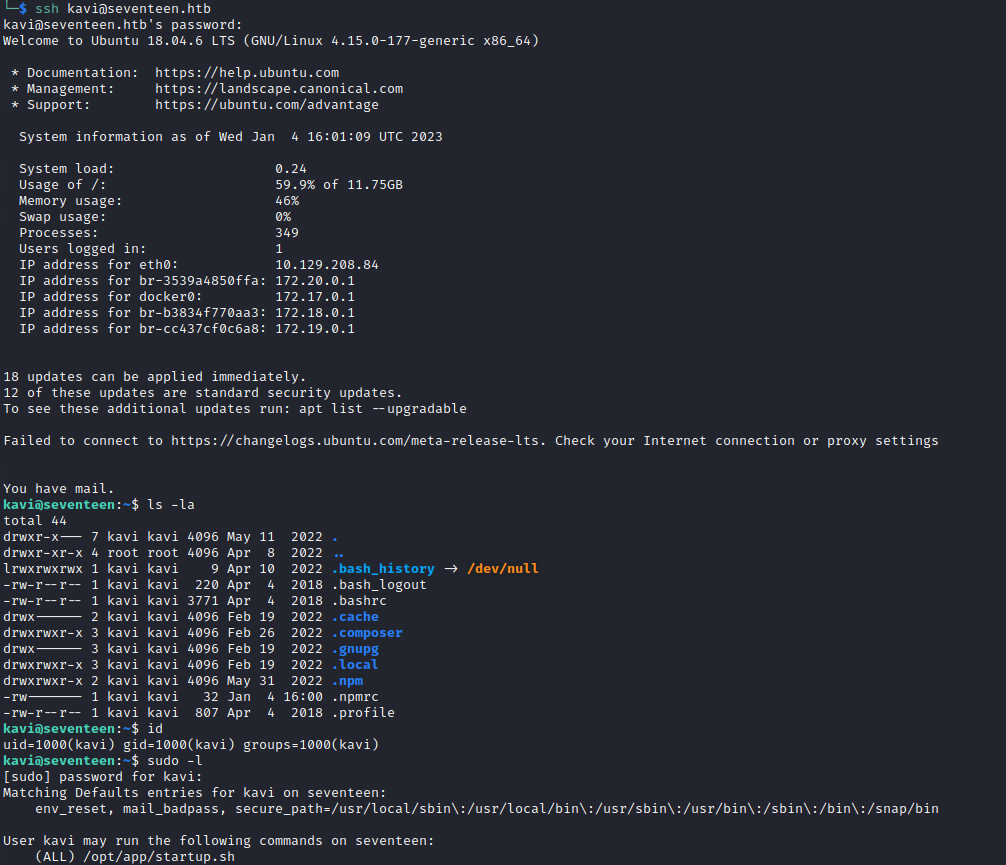 └─$ ssh kavi@seventeen.htb
kavi@seventeen.htb's password:
Welcome to Ubuntu 18.04.6 LTS (GNU/Linux 4.15.0-177-generic x86_64)

 * Documentation:  https://help.ubuntu.com
 * Management:     https://landscape.canonical.com
 * Support:        https://ubuntu.com/advantage

  System information as of Wed Jan  4 16:01:09 UTC 2023

  System load:                      0.24
  Usage of /:                       59.9% of 11.75GB
  Memory usage:                     46%
  Swap usage:                       0%
  Processes:                        349
  Users logged in:                  1
  IP address for eth0:              10.129.208.84
  IP address for br-3539a4850ffa: 172.20.0.1
  IP address for docker0:           172.17.0.1
  IP address for br-b3834f770aa3: 172.18.0.1
  IP address for br-cc437cf0c6a8: 172.19.0.1

18 updates can be applied immediately.
12 of these updates are standard security updates.
To see these additional updates run: apt list --upgradable

Failed to connect to https://changelogs.ubuntu.com/meta-release-lts. Check your Internet connection or proxy settings

You have mail.
kavi@seventeen:~$ ls -la
total 44
drwxr-x--- 7 kavi kavi 4096 May 11  2022 .
drwxr-xr-x 4 root root 4096 Apr  8  2022 ..
lrwxrwxrwx 1 kavi kavi    9 Apr 10  2022 .bash_history -> /dev/null
-rw-r--r-- 1 kavi kavi  220 Apr  4  2018 .bash_logout
-rw-r--r-- 1 kavi kavi 3771 Apr  4  2018 .bashrc
drwx------ 2 kavi kavi 4096 Feb 19  2022 .cache
drwxrwxr-x 3 kavi kavi 4096 Feb 26  2022 .composer
drwx------ 3 kavi kavi 4096 Feb 19  2022 .gnupg
drwxrwxr-x 3 kavi kavi 4096 Feb 19  2022 .local
drwxrwxr-x 2 kavi kavi 4096 May 31  2022 .npm
-rw------- 1 kavi kavi   32 Jan  4 16:00 .npmrc
-rw-r--r-- 1 kavi kavi  807 Apr  4  2018 .profile
kavi@seventeen:~$ id
uid=1000(kavi) gid=1000(kavi) groups=1000(kavi)
kavi@seventeen:~$ sudo -l
[sudo] password for kavi:
Matching Defaults entries for kavi on seventeen:
    env_reset, mail_badpass, secure_path=/usr/local/sbin\:/usr/local/bin\:/usr/sbin\:/usr/bin\:/sbin\:/bin\:/snap/bin

User kavi may run the following commands on seventeen:
    (ALL) /opt/app/startup.sh